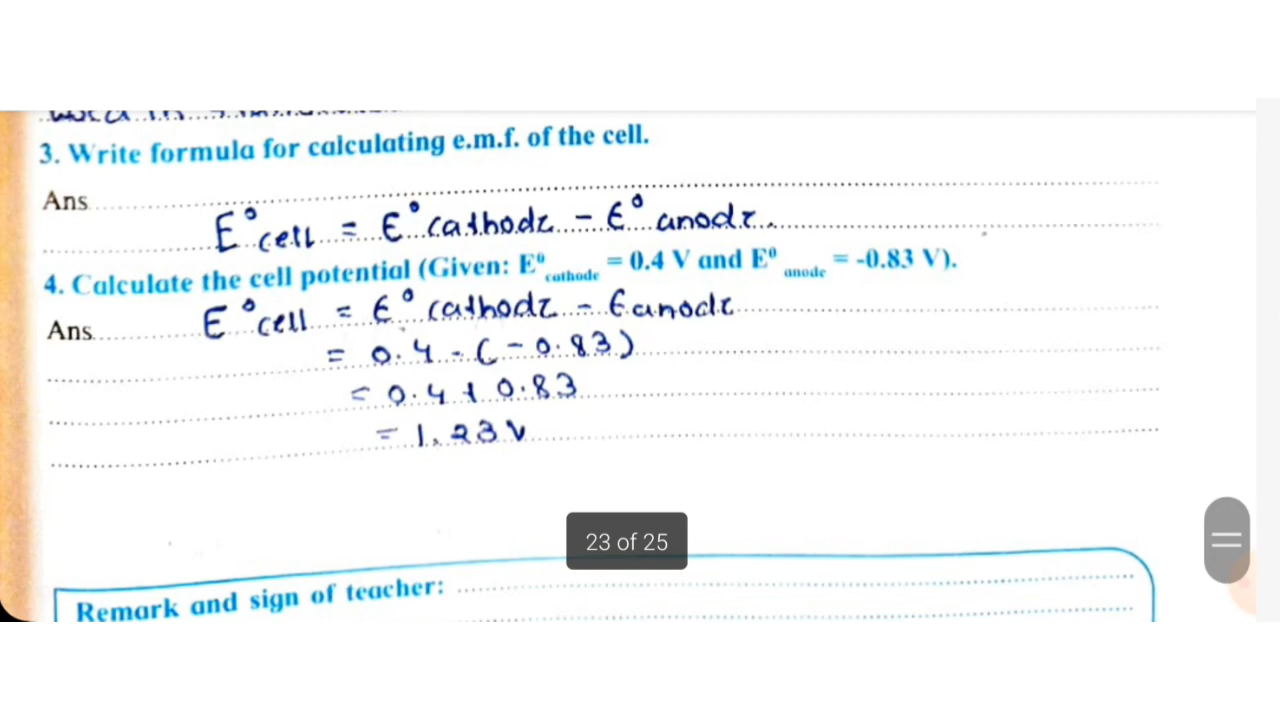 3. Write formula for calculating e.m.f. of the cell.
Ans
E°cell = E°cathode - E°anode.
4. Calculate the cell potential (Given: E⁰cathode = 0.4 V and E⁰anode = -0.83 V).
Ans E°cell = E°cathode - Eanode
= 0.4 - (-0.83)
= 0.4 + 0.83
= 1.23 V
23 of 25
Remark and sign of teacher: